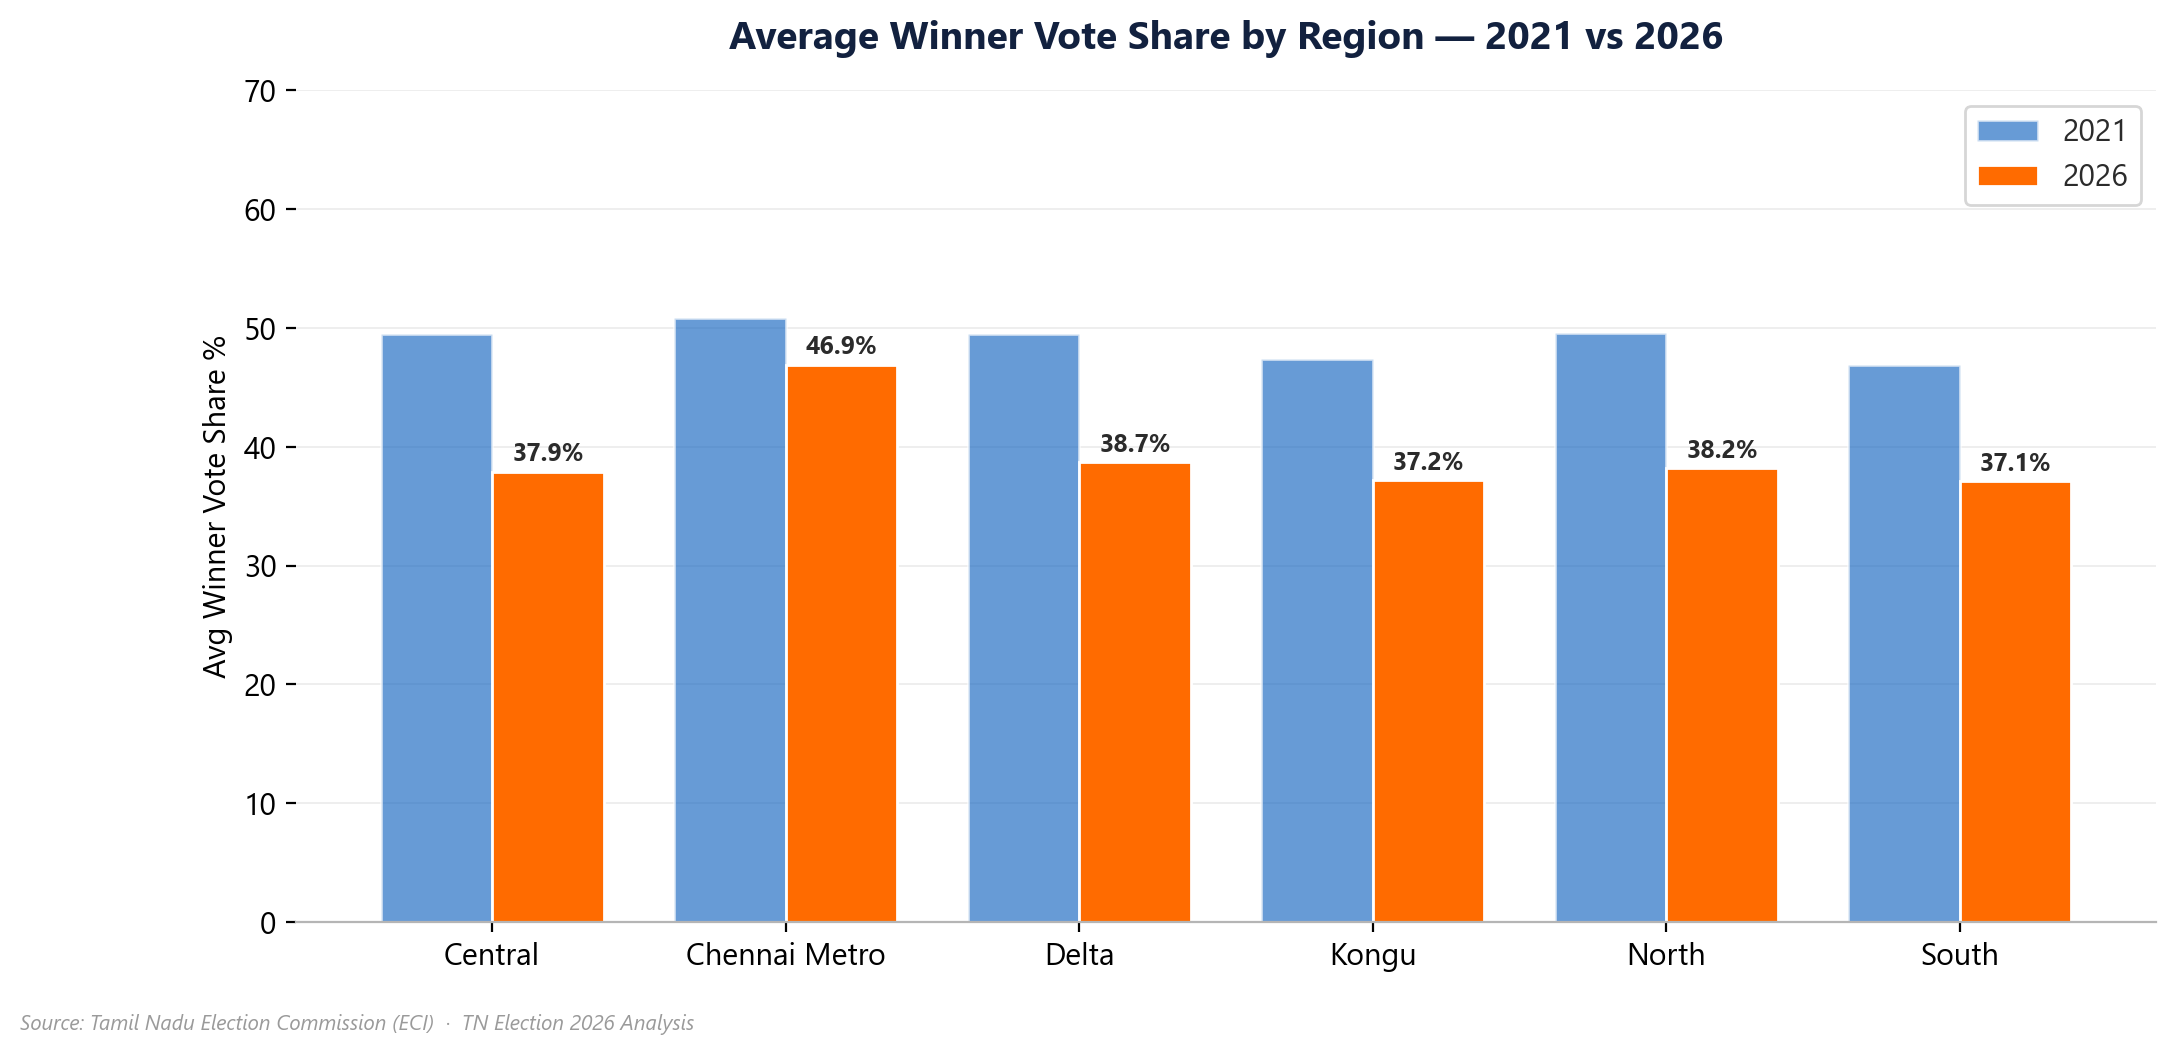 Average Winner Vote Share by Region — 2021 vs 2026
70
60
50
40
30
20
10
0
Avg Winner Vote Share %
2021
2026
37.9%
46.9%
38.7%
37.2%
38.2%
37.1%
Central
Chennai Metro
Delta
Kongu
North
South
Source: Tamil Nadu Election Commission (ECI) · TN Election 2026 Analysis